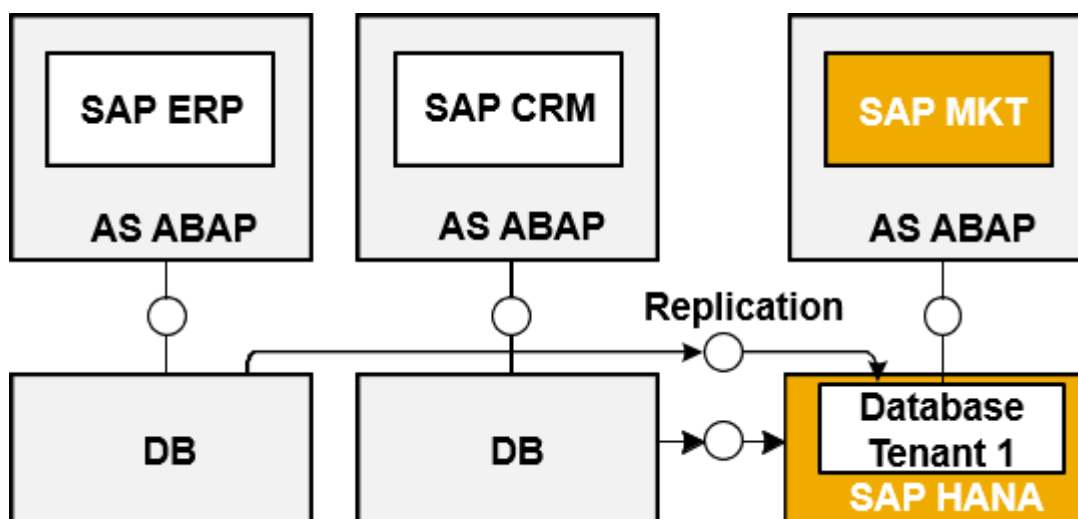 SAP ERP
AS ABAP
SAP CRM
AS ABAP
SAP MKT
AS ABAP
Replication
DB
DB
Database
Tenant 1
SAP HANA